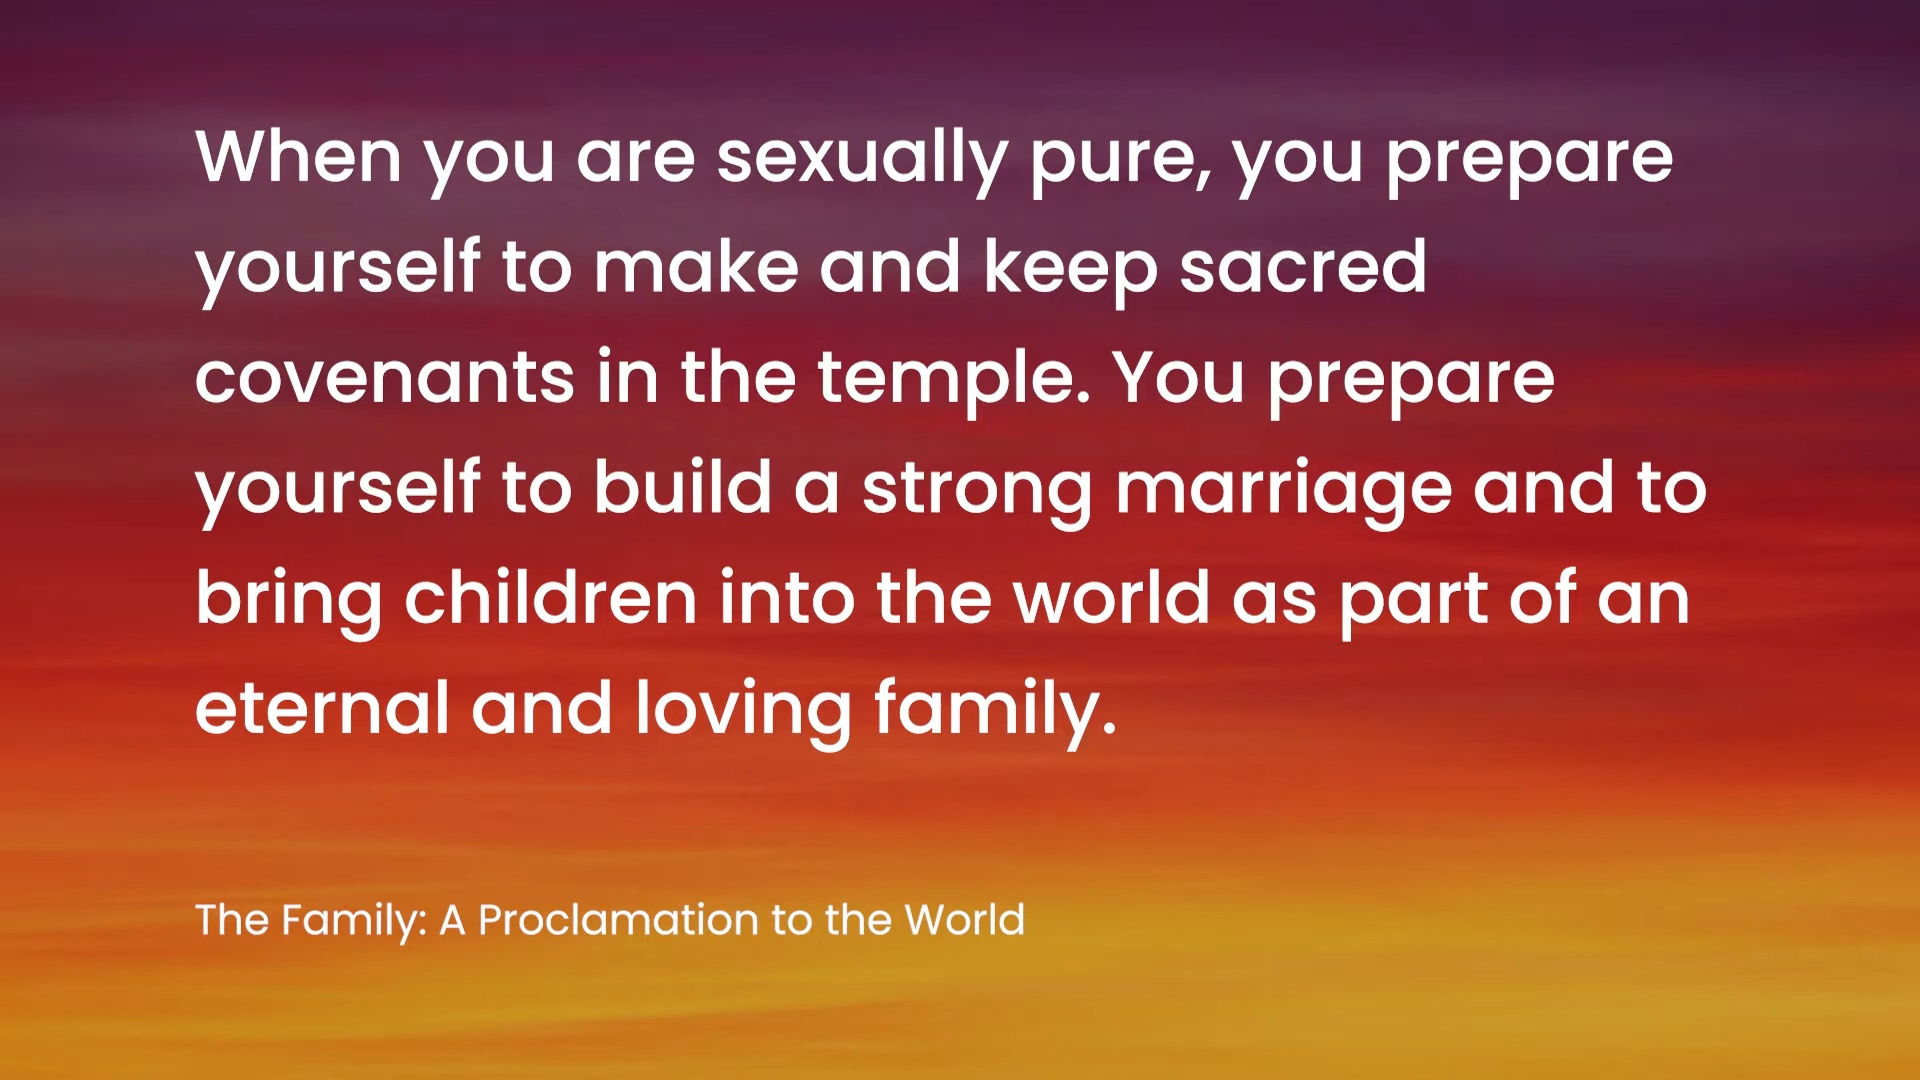 When you are sexually pure, you prepare
yourself to make and keep sacred
covenants in the temple. You prepare
yourself to build a strong marriage and to
bring children into the world as part of an
eternal and loving family.
The Family: A Proclamation to the World